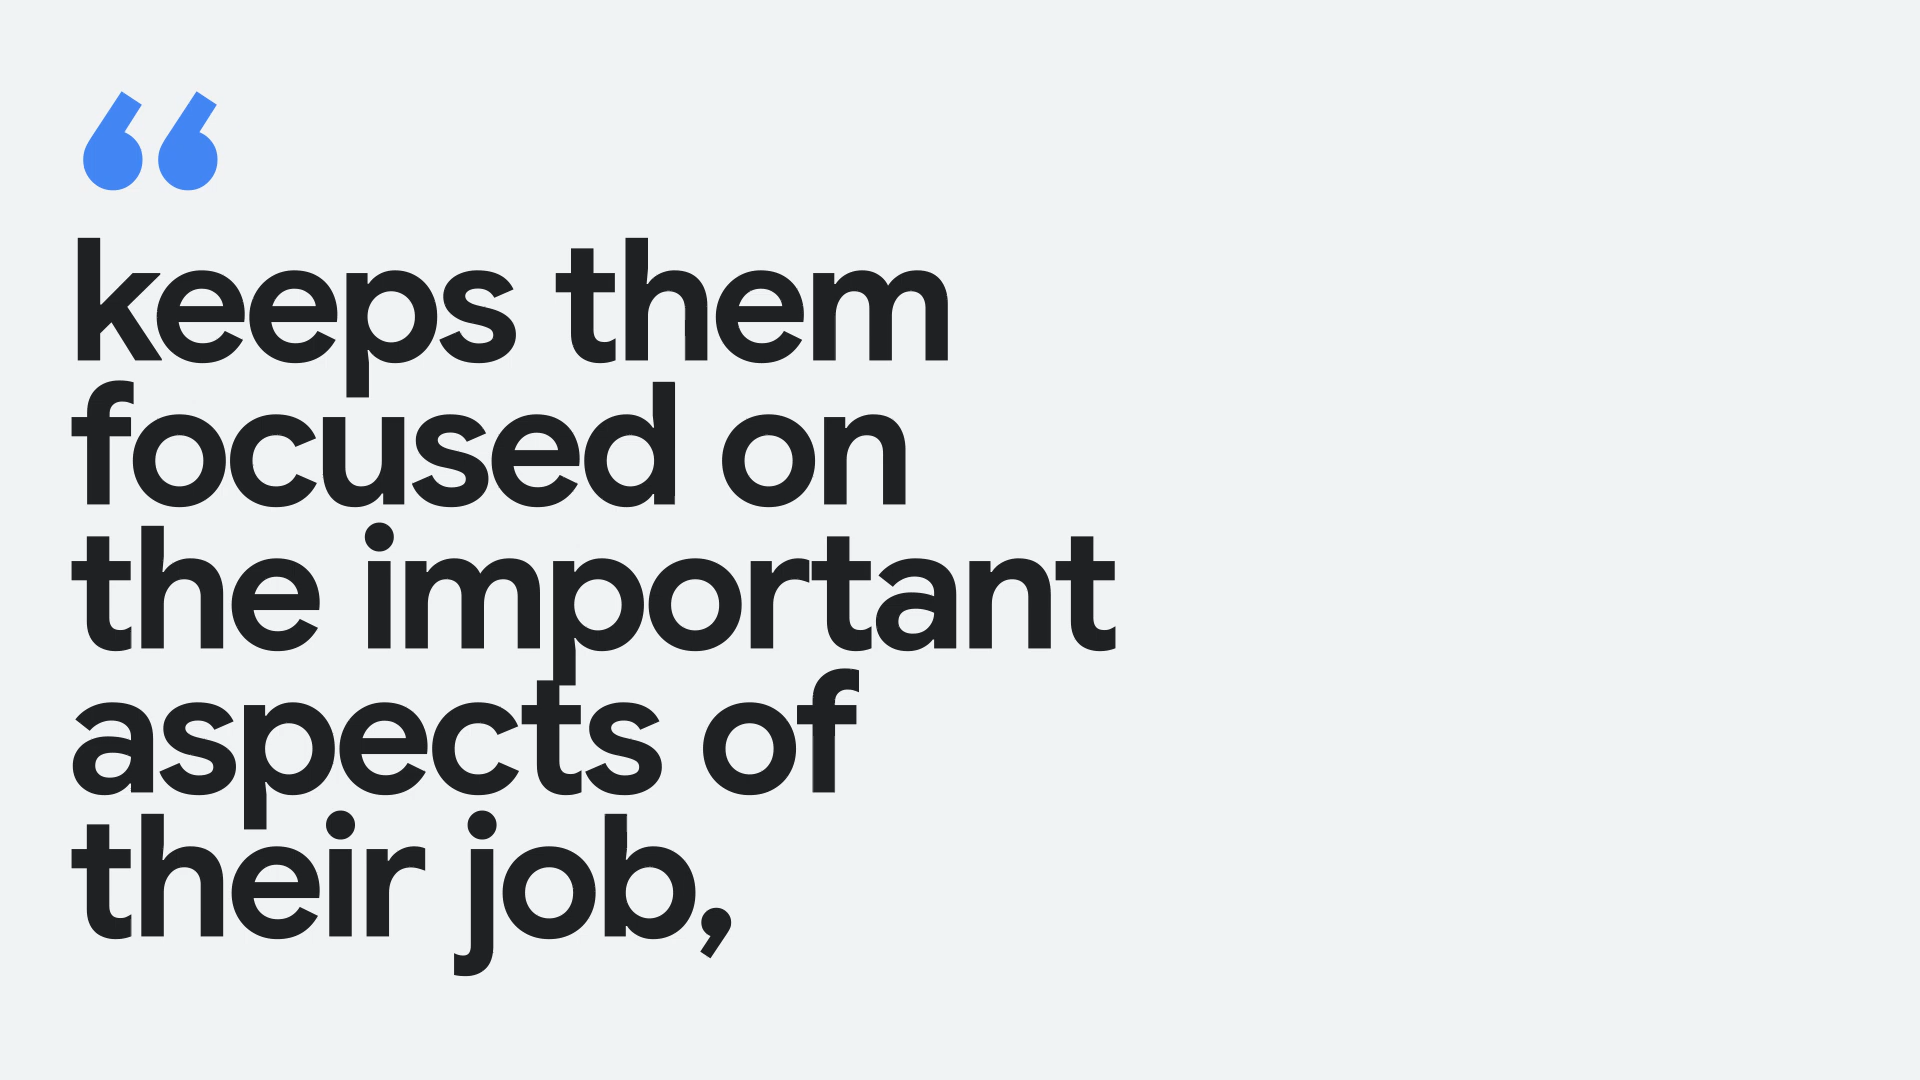 “
keeps them
focused on
the important
aspects of
their job,